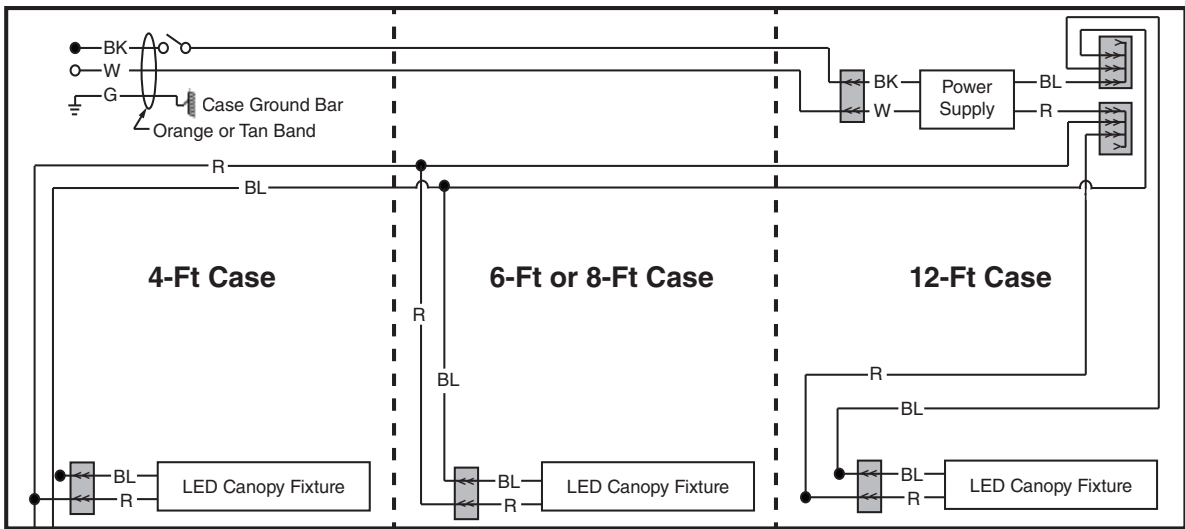 BK
W
G
Case Ground Bar
Orange or Tan Band
BK
W
Power
Supply
BL
R
R
BL
4-Ft Case
6-Ft or 8-Ft Case
12-Ft Case
R
BL
R
BL
BL
R
LED Canopy Fixture
BL
R
LED Canopy Fixture
BL
R
LED Canopy Fixture